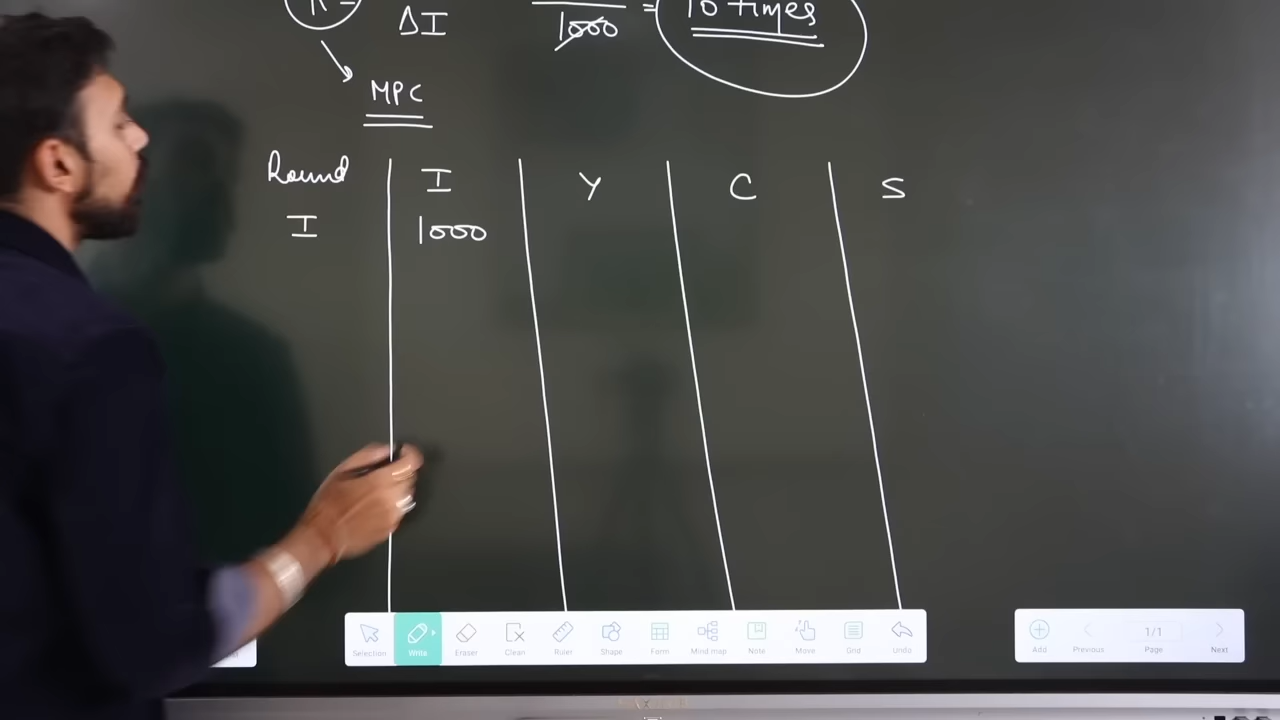 K =
ΔI 1000 = 10 times
MPC
Round I Y C S
I 1000
Selection Write Eraser Clean Ruler Shape Form Mind map Note Move Grid Undo
Add Previous 1/1 Page Next